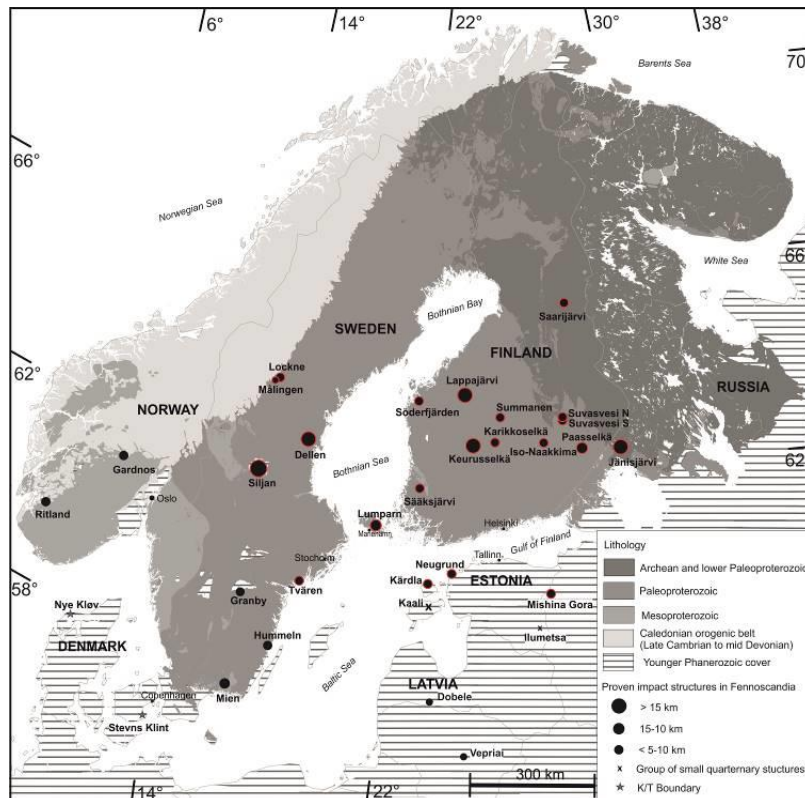 6°
14°
22°
30°
38°
70
Barents Sea
66°
Norwegian Sea
66
White Sea
Bothnian Bay
Saarijärvi
SWEDEN
FINLAND
62°
Lockne
Målingen
Lappajärvi
RUSSIA
Söderfjärden
Summanen
Suvasvesi N
Suvasvesi S
NORWAY
Karikkoselkä
Paasselkä
Dellen
Gardnos
Bothnian Sea
Keurusselkä
Iso-Naakkima
Jänisjärvi
62
Siljan
Oslo
Sääksjärvi
Ritland
Lumparn
Helsinki
Gulf of Finland
Stocholm
Tallinn
58°
Neugrund
Tvären
Kärdla
ESTONIA
Nye Kløv
Granby
Kaali
Mishina Gora
DENMARK
Hummeln
Ilumetsa
Baltic Sea
LATVIA
Copenhagen
Mien
Dobele
Stevns Klint
Vepriai
300 km
14°
22°
Lithology
Archean and lower Paleoproterozoic
Paleoproterozoic
Mesoproterozoic
Caledonian orogenic belt
(Late Cambrian to mid Devonian)
Younger Phanerozoic cover
Proven impact structures in Fennoscandia
> 15 km
15-10 km
< 5-10 km
Group of small quaternary stuctures
K/T Boundary